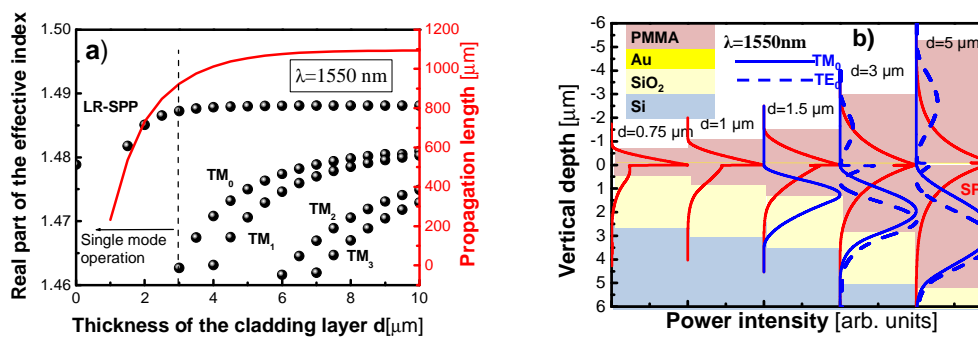 a)
λ=1550 nm
LR-SPP
TM0
TM1
TM2
TM3
Single mode
operation
Real part of the effective index
1.50
1.49
1.48
1.47
1.46
0
2
4
6
8
10
Thickness of the cladding layer d[μm]
1200
1000
800
600
400
200
0
Propagation length [μm]
b)
λ=1550nm
PMMA
Au
SiO2
Si
TM0
TE0
d=0.75 μm
d=1 μm
d=1.5 μm
d=3 μm
d=5 μm
Vertical depth [μm]
-6
-5
-4
-3
-2
-1
0
1
2
3
4
5
6
Power intensity [arb. units]